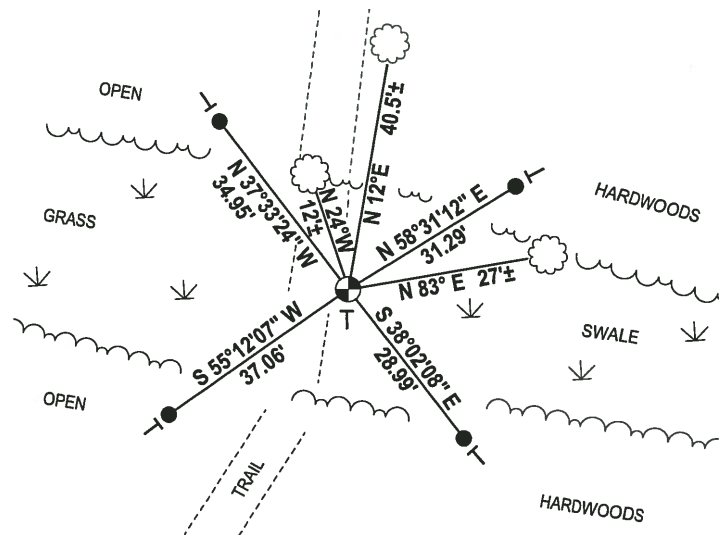 OPEN
40.5'±
N 12°E
N 37°33'24" W
34.95'
N 24°W
12'±
HARDWOODS
N 58°31'12" E
31.29'
GRASS
N 83° E 27'±
T
S 55°12'07" W
37.06'
S 38°02'08" E
28.99'
SWALE
OPEN
T
T
T
T
TRAIL
HARDWOODS